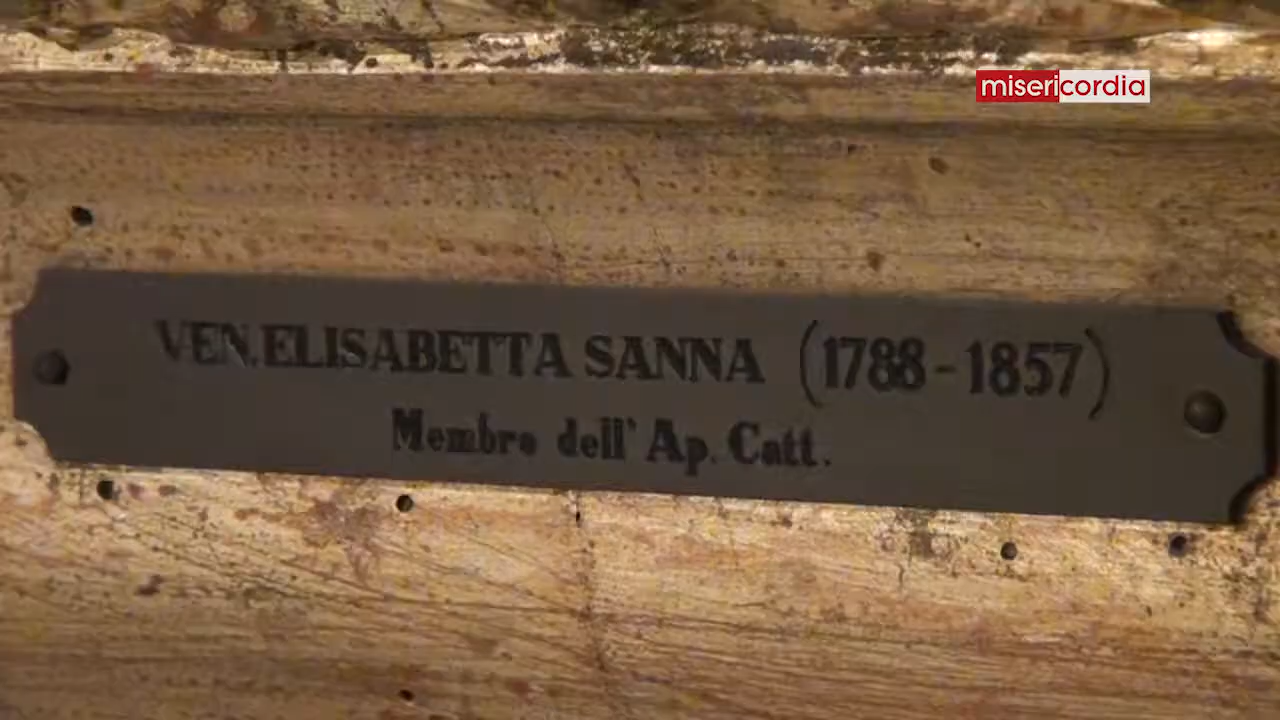 misericordia
VEN. ELISABETTA SANNA (1788-1857)
Membro dell' Ap. Catt.